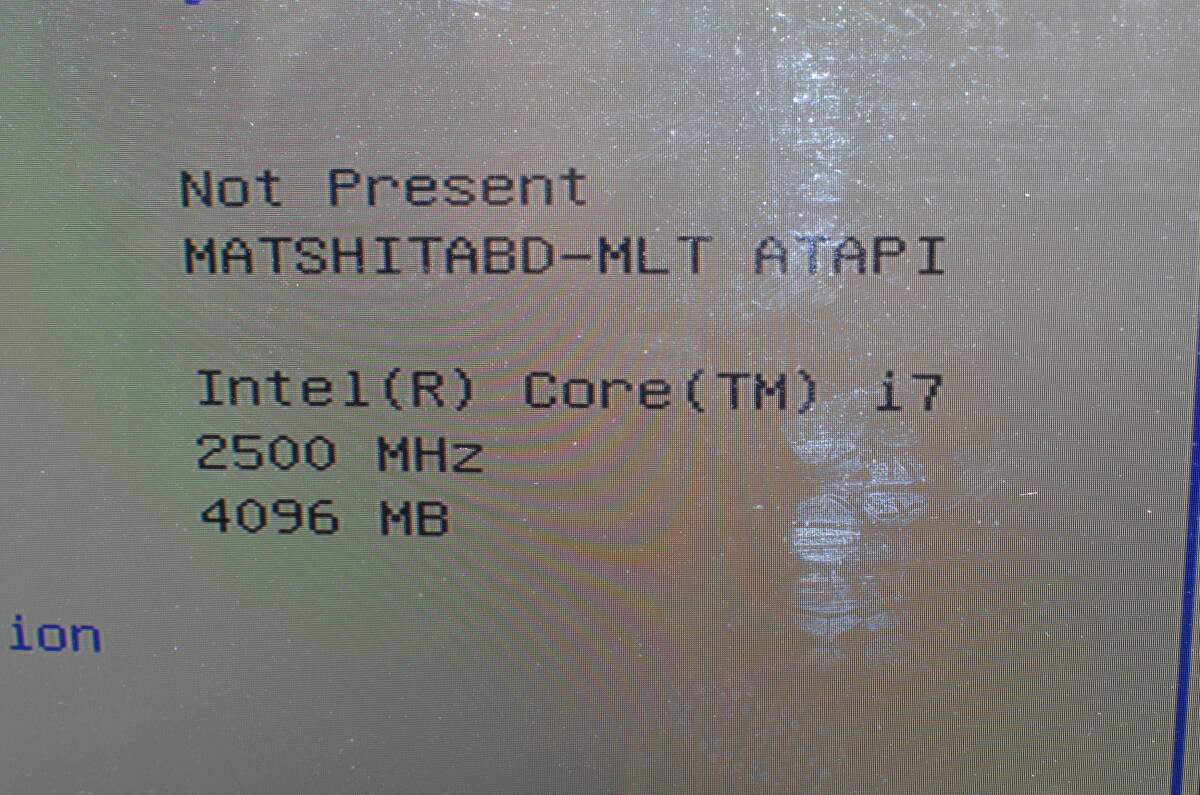 Not Present
MATSHITABD-MLT ATAPI
Intel(R) Core(TM) i7
2500 MHz
4096 MB
ion